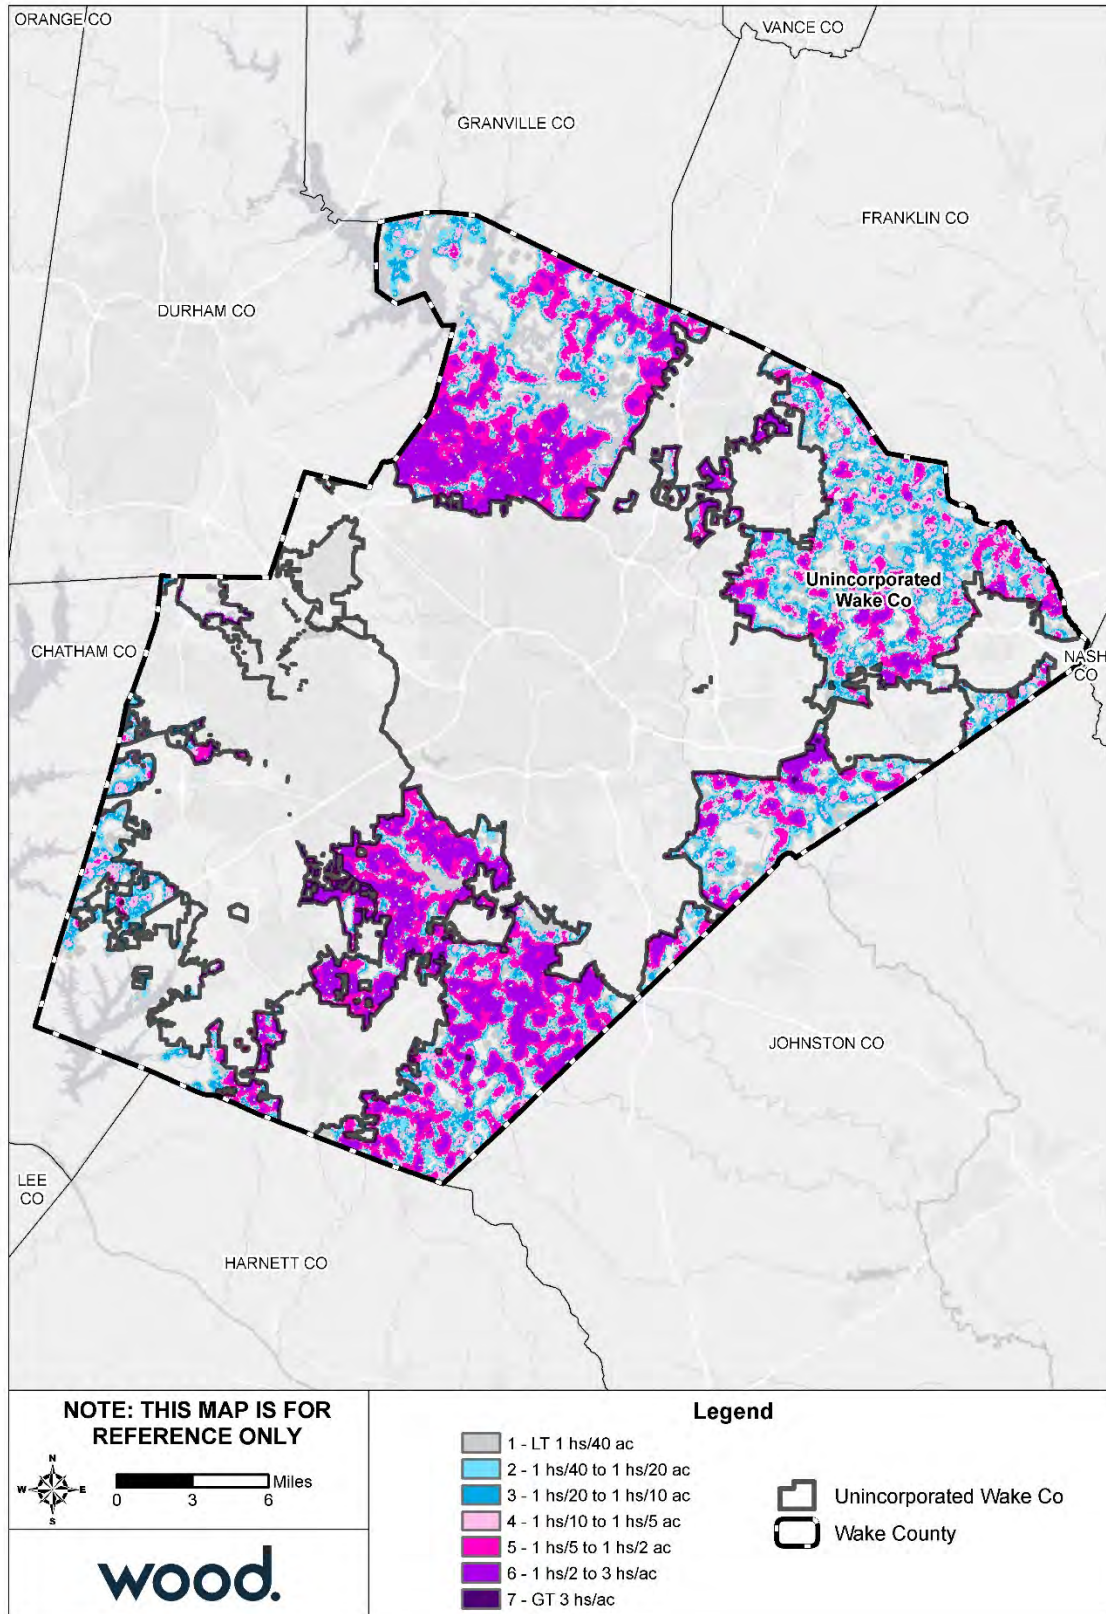 ORANGE CO
VANCE CO
GRANVILLE CO
FRANKLIN CO
DURHAM CO
Unincorporated
Wake Co
CHATHAM CO
NASH
CO
JOHNSTON CO
LEE
CO
HARNETT CO
NOTE: THIS MAP IS FOR
REFERENCE ONLY
N
W
E
S
Miles
0 3 6
wood.
Legend
1 - LT 1 hs/40 ac
2 - 1 hs/40 to 1 hs/20 ac
3 - 1 hs/20 to 1 hs/10 ac
4 - 1 hs/10 to 1 hs/5 ac
5 - 1 hs/5 to 1 hs/2 ac
6 - 1 hs/2 to 3 hs/ac
7 - GT 3 hs/ac
Unincorporated Wake Co
Wake County